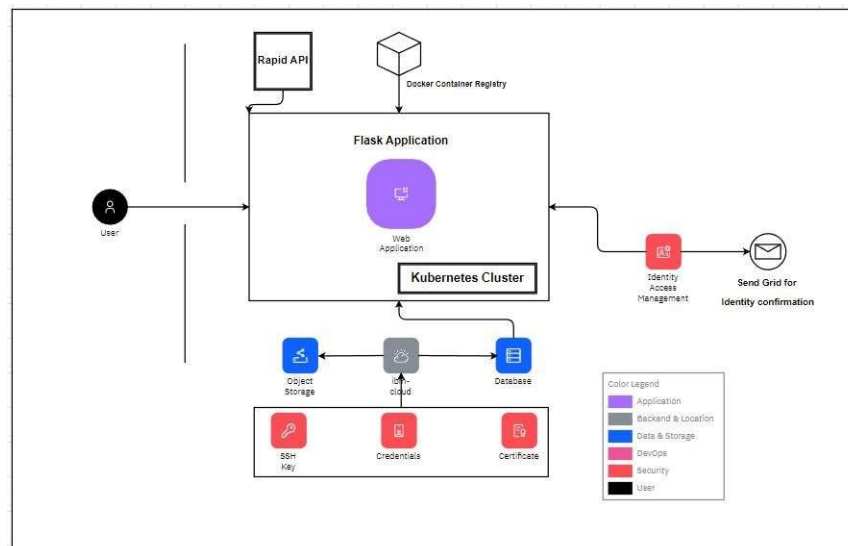 Rapid API
Docker Container Registry
Flask Application
Web
Application
Kubernetes Cluster
User
Identity
Access
Management
Send Grid for
Identity confirmation
Object
Storage
ibm-
cloud
Database
SSH
Key
Credentials
Certificate
Color Legend
Application
Backend & Location
Data & Storage
DevOps
Security
User